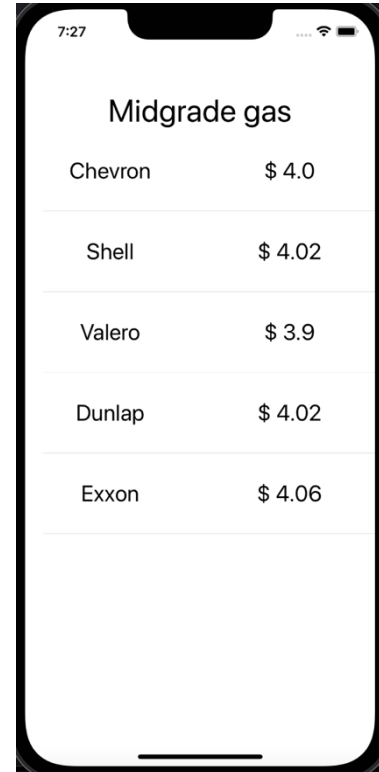 7:27
Midgrade gas
Chevron $ 4.0
Shell $ 4.02
Valero $ 3.9
Dunlap $ 4.02
Exxon $ 4.06